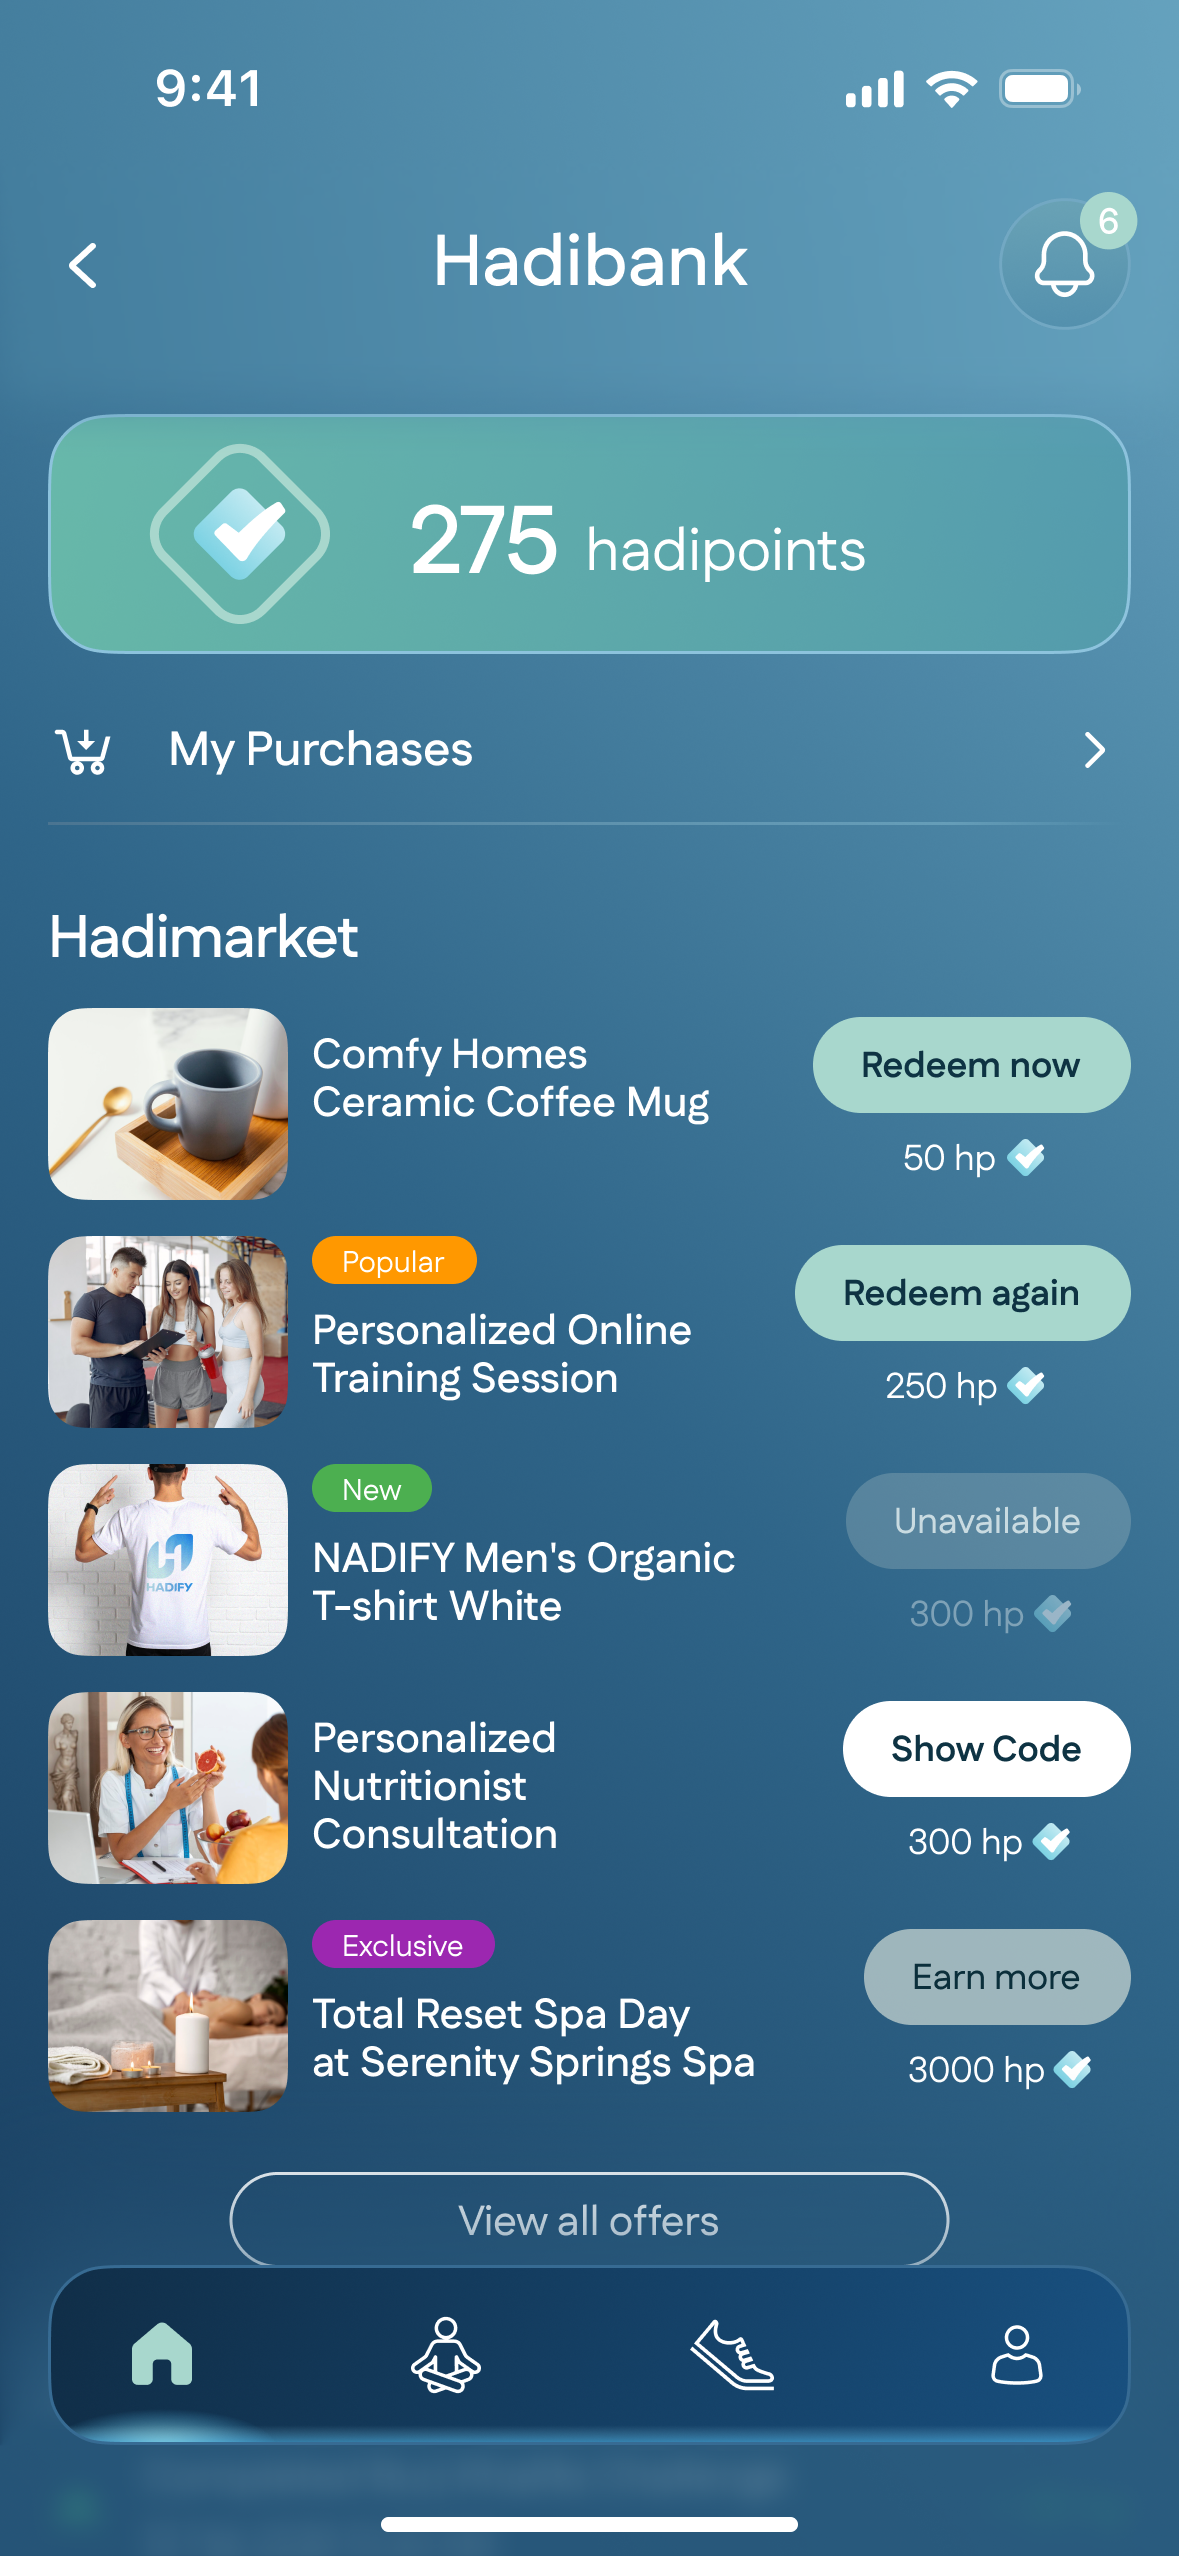 9:41
Hadibank
6
275 hadipoints
My Purchases
Hadimarket
Comfy Homes
Ceramic Coffee Mug
Redeem now
50 hp
Popular
Personalized Online
Training Session
Redeem again
250 hp
New
NADIFY Men's Organic
T-shirt White
HADIFY
Unavailable
300 hp
Personalized
Nutritionist
Consultation
Show Code
300 hp
Exclusive
Total Reset Spa Day
at Serenity Springs Spa
Earn more
3000 hp
View all offers